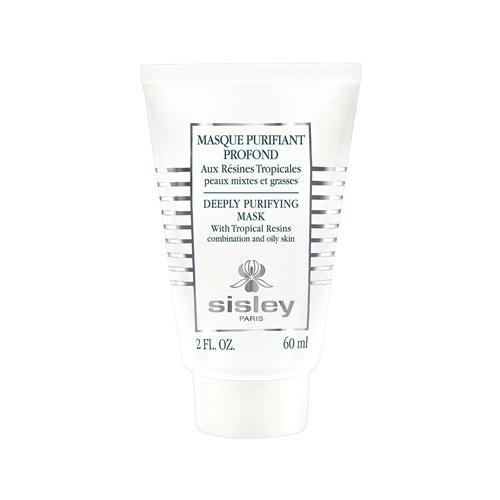 MASQUE PURIFIANT
PROFOND
Aux Résines Tropicales
peaux mixtes et grasses
DEEPLY PURIFYING
MASK
With Tropical Resins
combination and oily skin
sisley
PARIS
2 FL. OZ. 60 ml